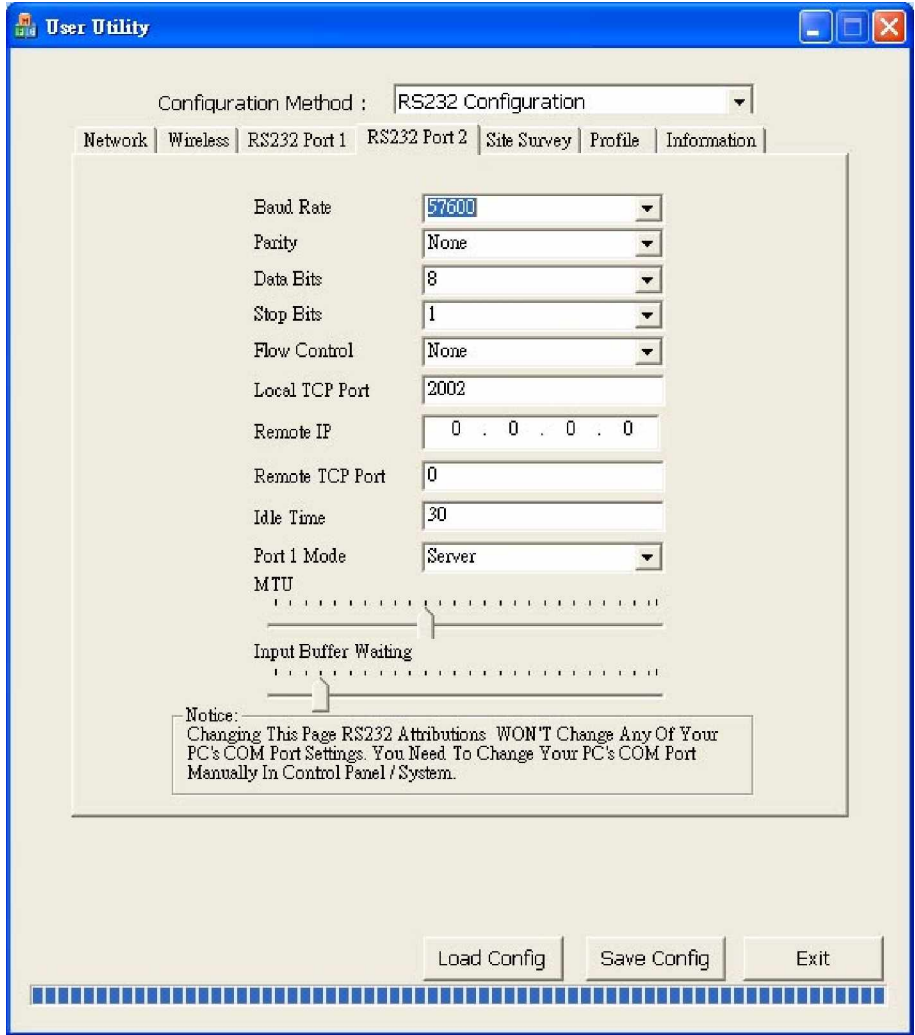 User Utility
Configuration Method :
RS232 Configuration
Network
Wireless
RS232 Port 1
RS232 Port 2
Site Survey
Profile
Information
Baud Rate
57600
Parity
None
Data Bits
8
Stop Bits
1
Flow Control
None
Local TCP Port
2002
Remote IP
0 . 0 . 0 . 0
Remote TCP Port
0
Idle Time
30
Port 1 Mode
Server
MTU
Input Buffer Waiting
Notice:
Changing This Page RS232 Attributions WON'T Change Any Of Your
PC's COM Port Settings. You Need To Change Your PC's COM Port
Manually In Control Panel / System.
Load Config
Save Config
Exit